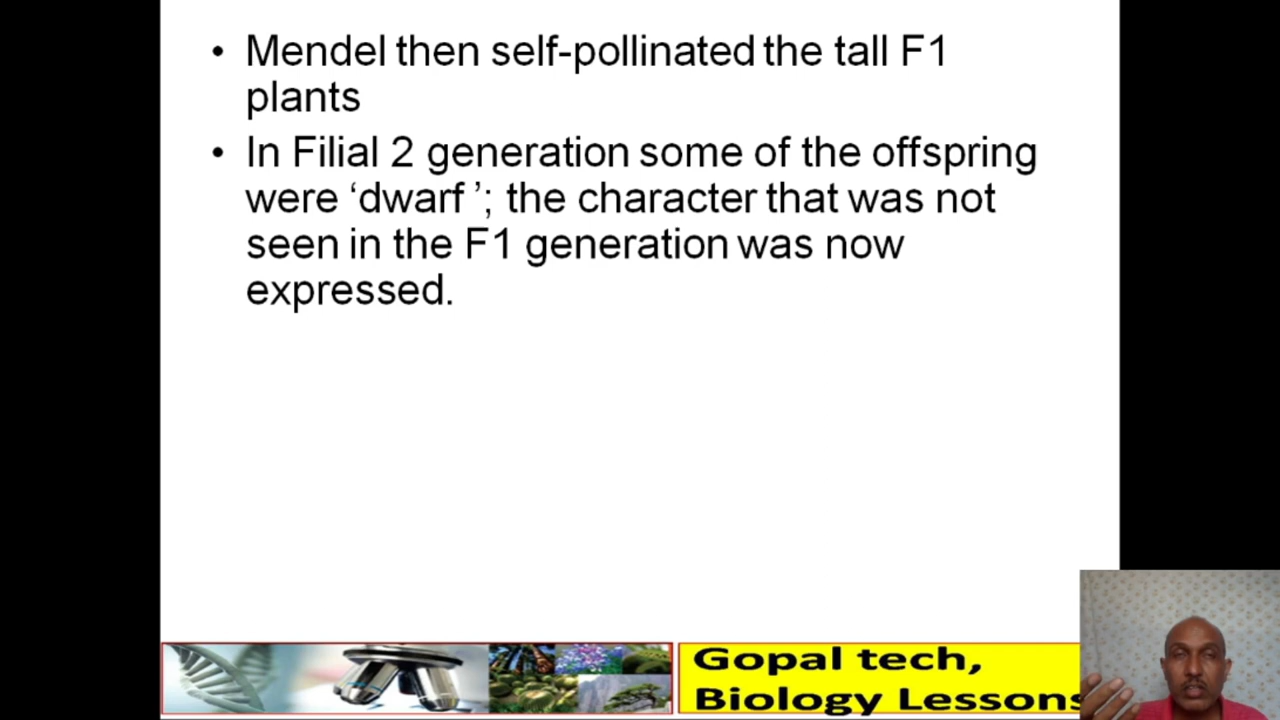 • Mendel then self-pollinated the tall F1
plants
• In Filial 2 generation some of the offspring
were ‘dwarf ’; the character that was not
seen in the F1 generation was now
expressed.
Gopal tech,
Biology Lessons